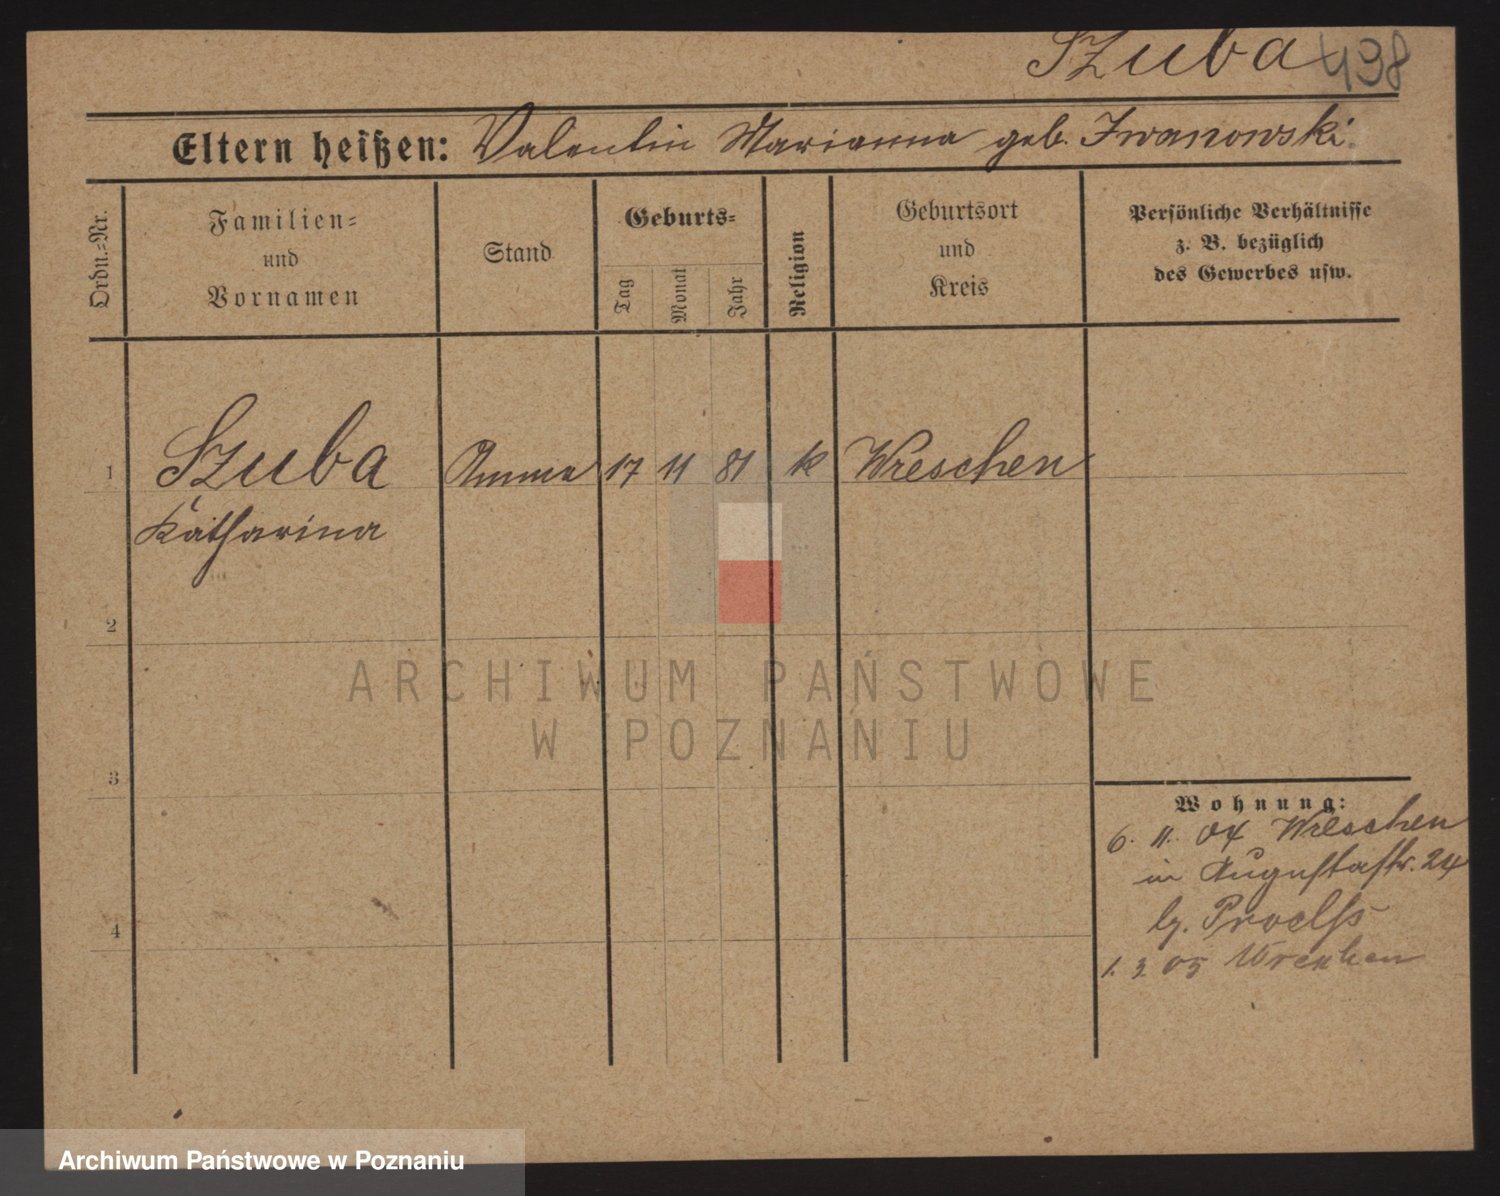 Szuba 438
Eltern heißen: Valentin Marianna geb. Iwanowski.
Ordn.-Nr.
Familien-
und
Vornamen
Stand
Geburts-
Tag
Monat
Jahr
Religion
Geburtsort
und
Kreis
Persönliche Verhältnisse
z. B. bezüglich
des Gewerbes usw.
1 Szuba Amme 17 11 81 k Wreschen
Katharina
2
3
4
Wohnung:
6. 11. 04 Wreschen
in Augustastr. 24
1. 3. 05 Wreschen
ARCHIWUM PAŃSTWOWE
W POZNANIU
Archiwum Państwowe w Poznaniu